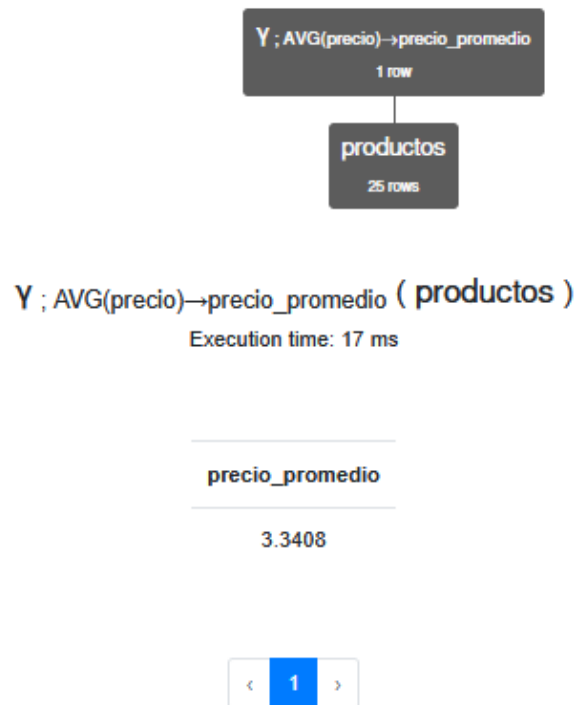 γ ; AVG(precio)→precio_promedio
1 row
productos
25 rows
γ ; AVG(precio)→precio_promedio ( productos )
Execution time: 17 ms
precio_promedio
3.3408
‹ 1 ›